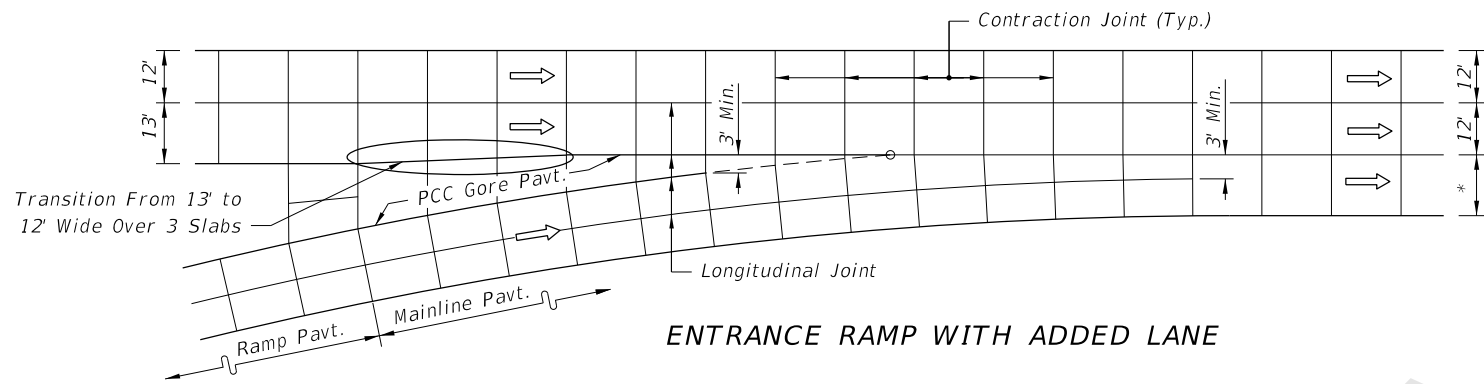 Contraction Joint (Typ.)
12'
13'
3' Min.
3' Min.
12'
12'
*
Transition From 13' to
12' Wide Over 3 Slabs
PCC Gore Pavt.
Longitudinal Joint
Mainline Pavt.
Ramp Pavt.
ENTRANCE RAMP WITH ADDED LANE